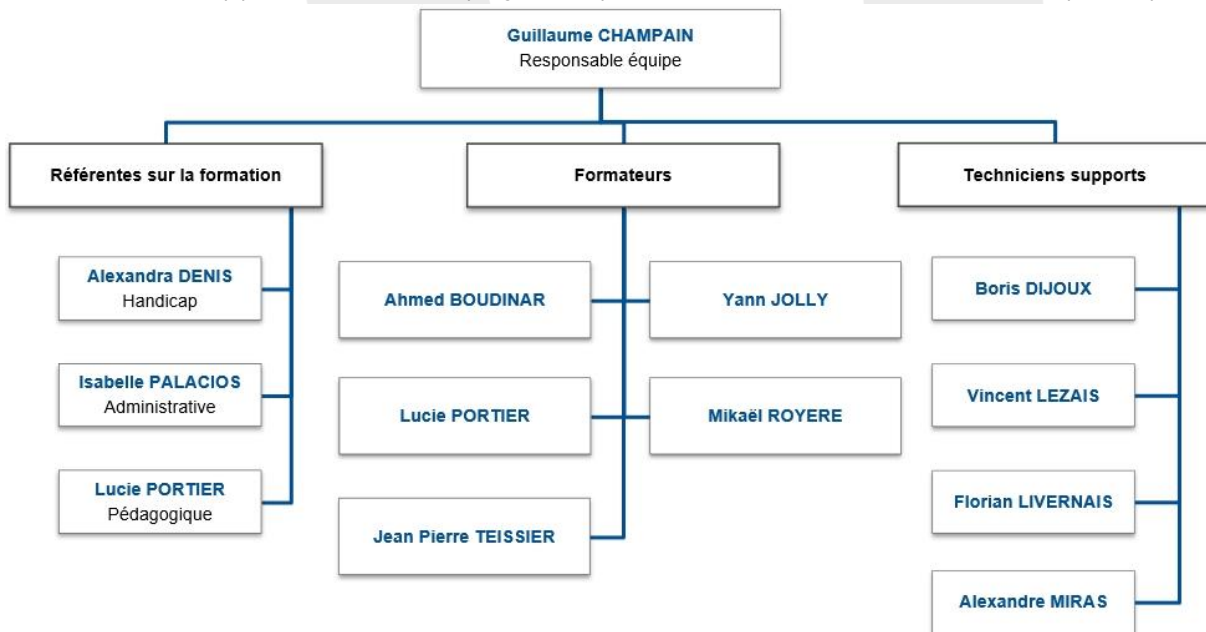 Guillaume CHAMPAIN
Responsable équipe
Référentes sur la formation
Alexandra DENIS
Handicap
Isabelle PALACIOS
Administrative
Lucie PORTIER
Pédagogique
Formateurs
Ahmed BOUDINAR
Yann JOLLY
Lucie PORTIER
Mikaël ROYERE
Jean Pierre TEISSIER
Techniciens supports
Boris DIJOUX
Vincent LEZAIS
Florian LIVERNAIS
Alexandre MIRAS